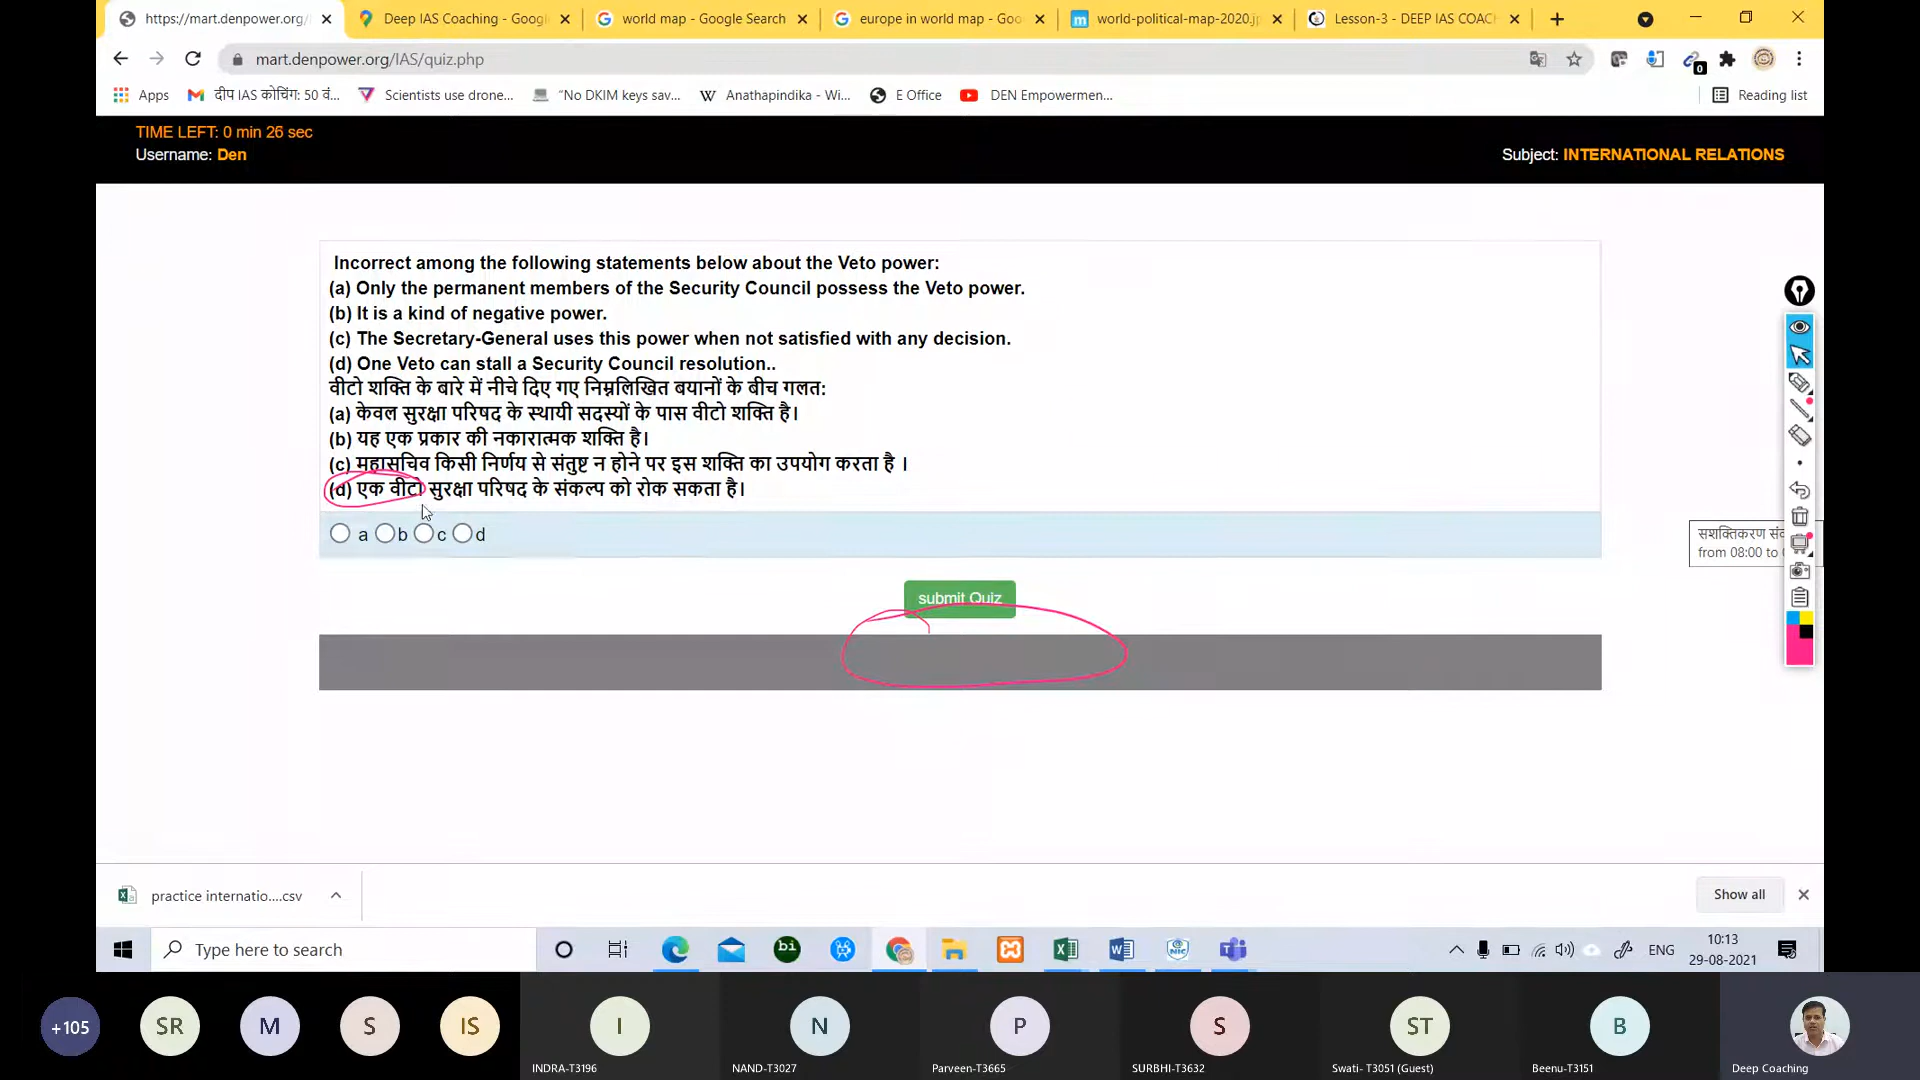 https://mart.denpower.org/
Deep IAS Coaching - Googl
world map - Google Search
europe in world map - Goo
world-political-map-2020.j
Lesson-3 - DEEP IAS COAC
mart.denpower.org/IAS/quiz.php
Apps
दीप IAS कोचिंग: 50 वं...
Scientists use drone...
"No DKIM keys sav...
Anathapindika - Wi...
E Office
DEN Empowermen...
Reading list
TIME LEFT: 0 min 26 sec
Username: Den
Subject: INTERNATIONAL RELATIONS
Incorrect among the following statements below about the Veto power:
(a) Only the permanent members of the Security Council possess the Veto power.
(b) It is a kind of negative power.
(c) The Secretary-General uses this power when not satisfied with any decision.
(d) One Veto can stall a Security Council resolution..
वीटो शक्ति के बारे में नीचे दिए गए निम्नलिखित बयानों के बीच गलत:
(a) केवल सुरक्षा परिषद के स्थायी सदस्यों के पास वीटो शक्ति है।
(b) यह एक प्रकार की नकारात्मक शक्ति है।
(c) महासचिव किसी निर्णय से संतुष्ट न होने पर इस शक्ति का उपयोग करता है ।
(d) एक वीटो सुरक्षा परिषद के संकल्प को रोक सकता है।
a b c d
सशक्तिकरण सं
from 08:00 to
submit Quiz
practice internatio....csv
Show all
Type here to search
bi
NIC
ENG
10:13
29-08-2021
+105
SR
M
S
IS
I
N
P
S
ST
B
INDRA-T3196
NAND-T3027
Parveen-T3665
SURBHI-T3632
Swati- T3051 (Guest)
Beenu-T3151
Deep Coaching